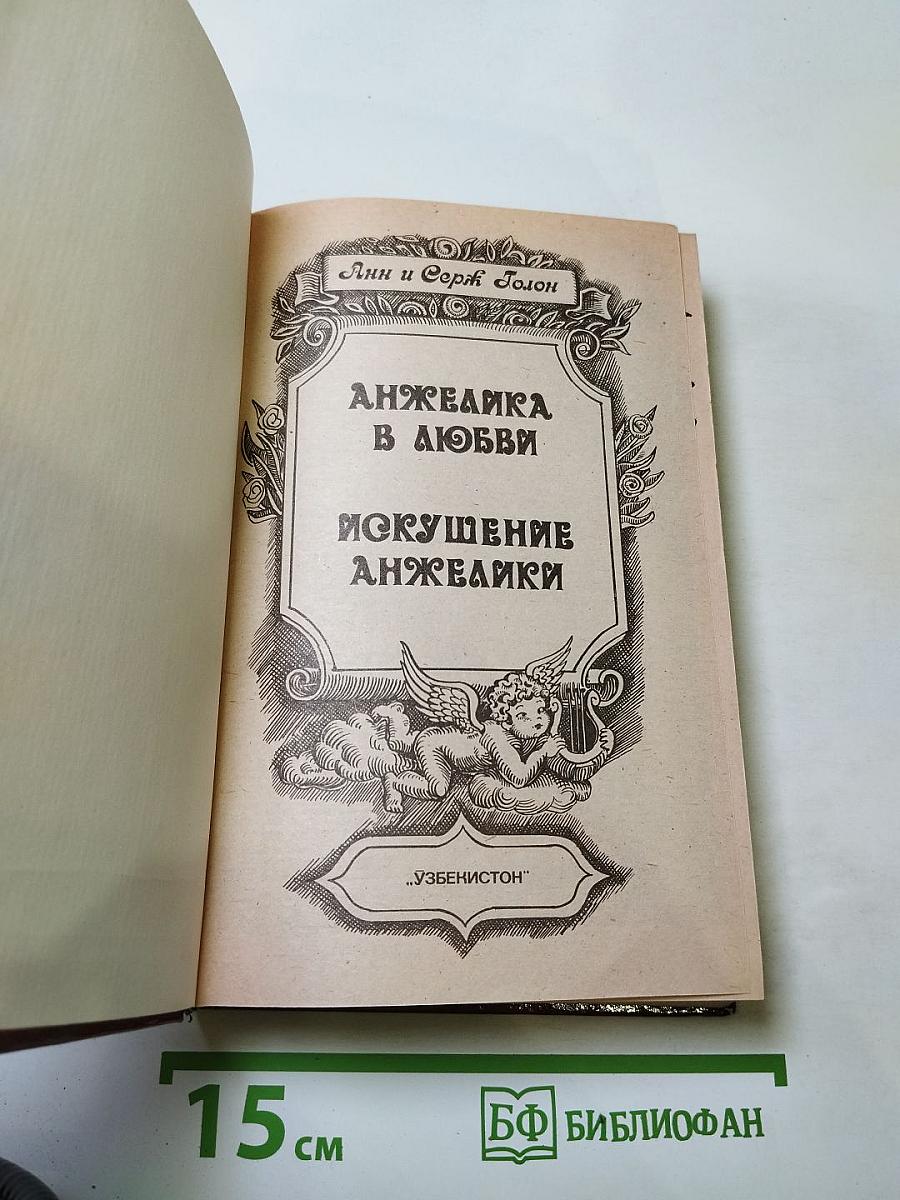 Анн и Серж Голон
АНЖЕЛИКА
В ЛЮБВИ
ИСКУШЕНИЕ
АНЖЕЛИКИ
„ЎЗБЕКИСТОН“
15 см
БФ БИБЛИОФАН